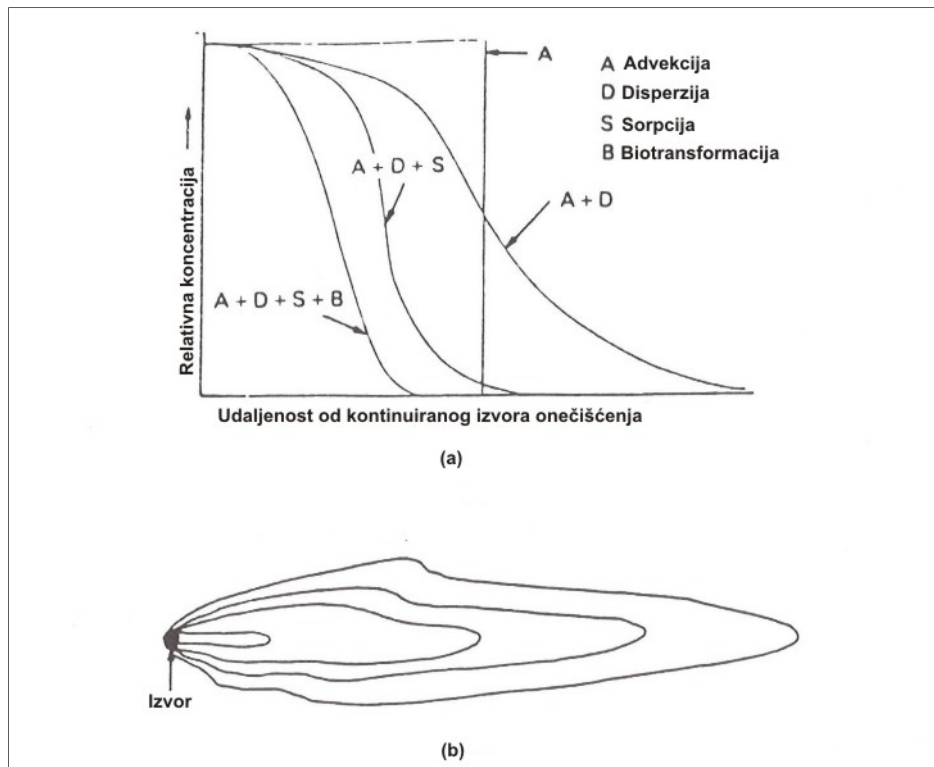 A
A Advekcija
D Disperzija
S Sorpcija
B Biotransformacija
A + D + S
A + D
A + D + S + B
Relativna koncentracija
Udaljenost od kontinuiranog izvora onečišćenja
(a)
Izvor
(b)